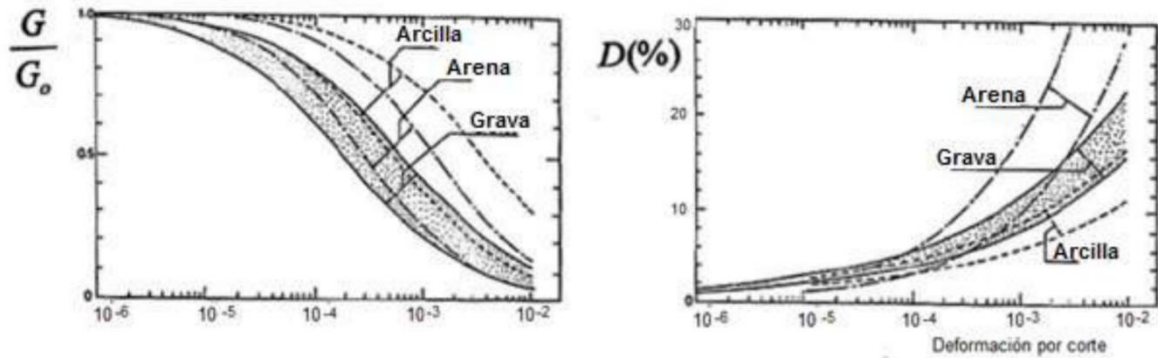 G
G₀
1.0
0.5
0
Arcilla
Arena
Grava
10⁻⁶ 10⁻⁵ 10⁻⁴ 10⁻³ 10⁻²
D(%)
30
20
10
0
Arena
Grava
Arcilla
10⁻⁶ 10⁻⁵ 10⁻⁴ 10⁻³ 10⁻²
Deformación por corte